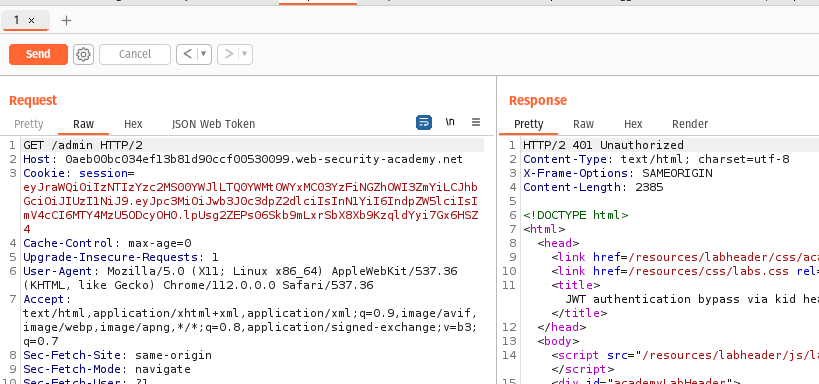 1 × +
Send Cancel < >
Request
Pretty Raw Hex JSON Web Token \n
1 GET /admin HTTP/2
2 Host: 0aeb00bc034ef13b81d90ccf00530099.web-security-academy.net
3 Cookie: session=
eyJraWQiOiIzNTIzYzc2MS00YWJlLTQ0YWMtOWYxMC03YzFiNGZhOWI3ZmYiLCJhb
GciOiJIUzI1NiJ9.eyJpc3MiOiJwb3J0c3dpZ2dlciIsInN1YiI6IndpZW5lciIsIm
mV4cCI6MTY4MzU5ODcyOH0.lpUsg2ZEPs06Skb9mLxrSbX8Xb9KzqldYyi7Gx6HSZ
4
4 Cache-Control: max-age=0
5 Upgrade-Insecure-Requests: 1
6 User-Agent: Mozilla/5.0 (X11; Linux x86_64) AppleWebKit/537.36
(KHTML, like Gecko) Chrome/112.0.0.0 Safari/537.36
7 Accept:
text/html,application/xhtml+xml,application/xml;q=0.9,image/avif,
image/webp,image/apng,*/*;q=0.8,application/signed-exchange;v=b3;
q=0.7
8 Sec-Fetch-Site: same-origin
9 Sec-Fetch-Mode: navigate
10 Sec-Fetch-User: ?1
Response
Pretty Raw Hex Render
1 HTTP/2 401 Unauthorized
2 Content-Type: text/html; charset=utf-8
3 X-Frame-Options: SAMEORIGIN
4 Content-Length: 2385
5
6 <!DOCTYPE html>
7 <html>
8 <head>
9 <link href=/resources/labheader/css/aca
10 <link href=/resources/css/labs.css rel=
11 <title>
JWT authentication bypass via kid hea
</title>
12 </head>
13 <body>
14 <script src="/resources/labheader/js/la
</script>
15 <div id="academyLabHeader">